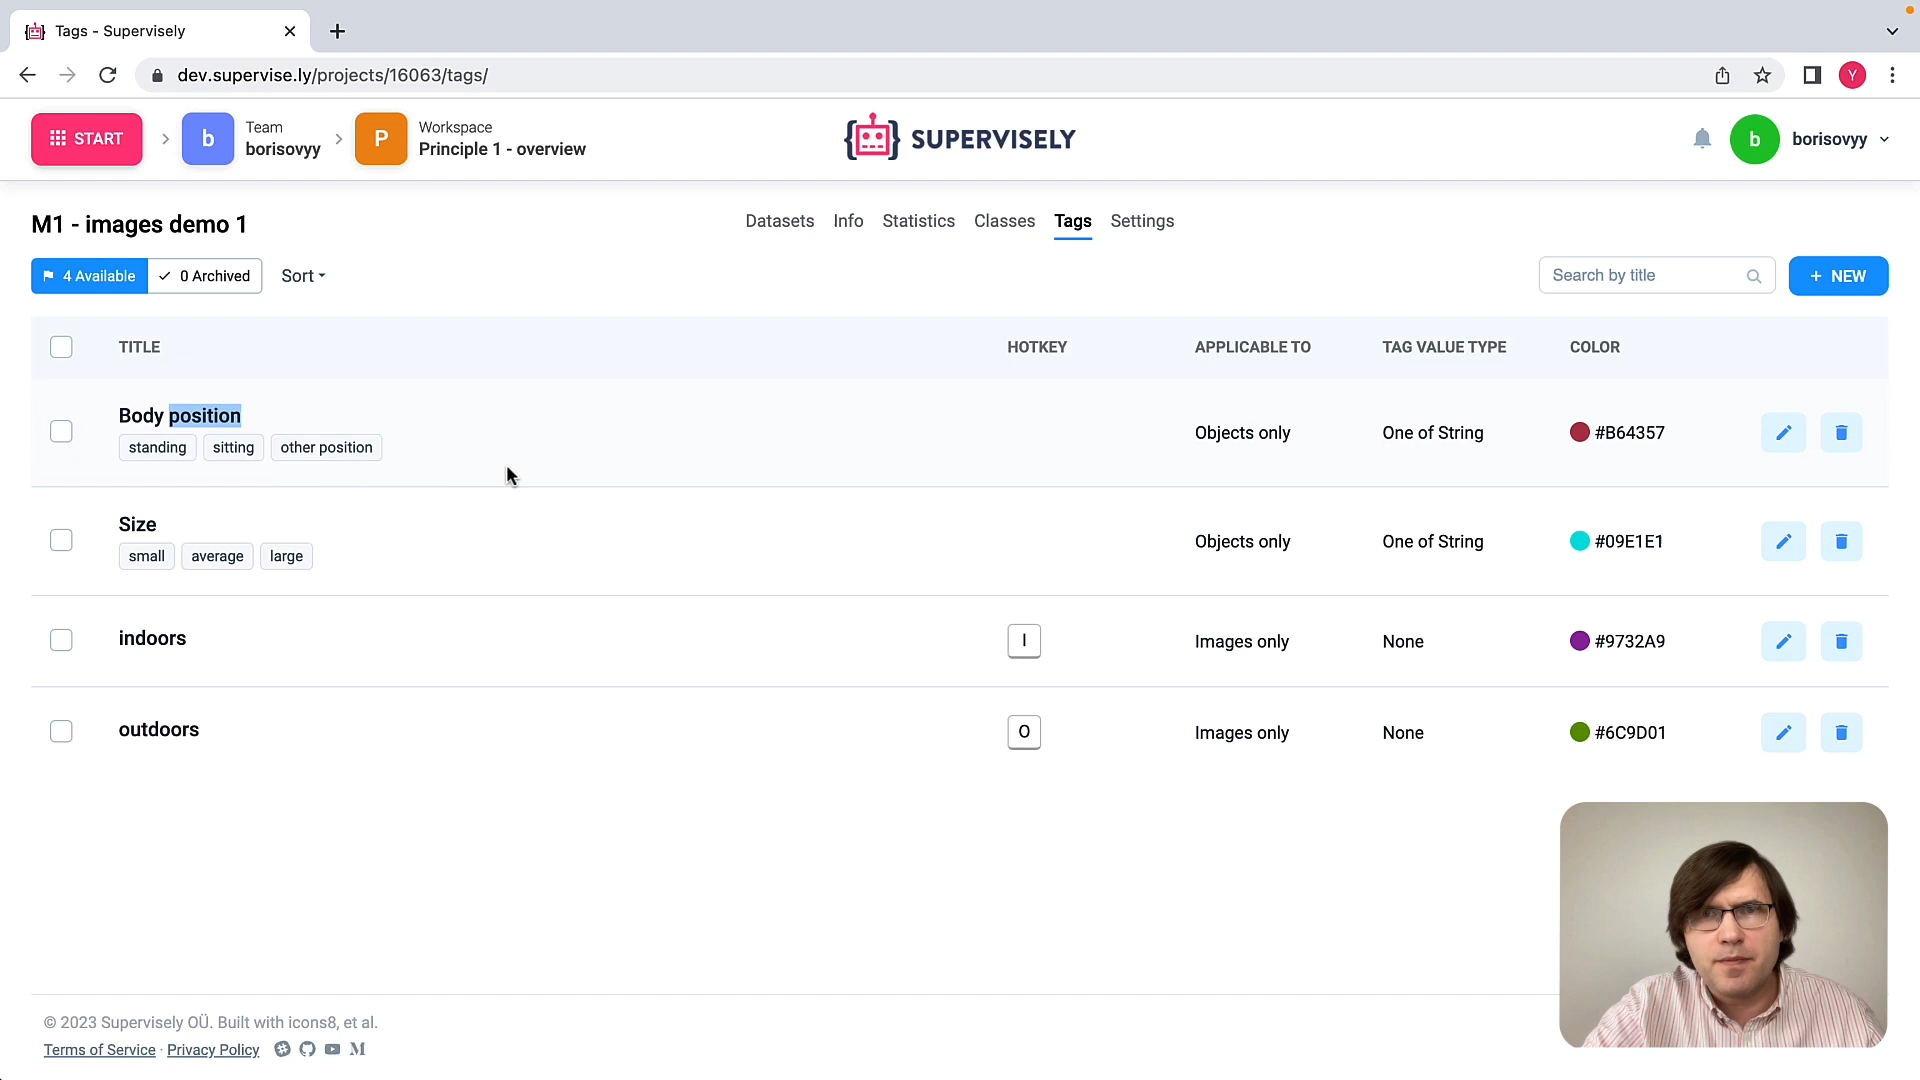 Tags - Supervisely
dev.supervise.ly/projects/16063/tags/
Y
START
b
Team
borisovyy
P
Workspace
Principle 1 - overview
SUPERVISELY
b
borisovyy
M1 - images demo 1
Datasets Info Statistics Classes Tags Settings
4 Available
0 Archived
Sort
Search by title
+ NEW
TITLE HOTKEY APPLICABLE TO TAG VALUE TYPE COLOR
Body position
standing sitting other position
Objects only One of String #B64357
Size
small average large
Objects only One of String #09E1E1
indoors I Images only None #9732A9
outdoors O Images only None #6C9D01
© 2023 Supervisely OÜ. Built with icons8, et al.
Terms of Service · Privacy Policy